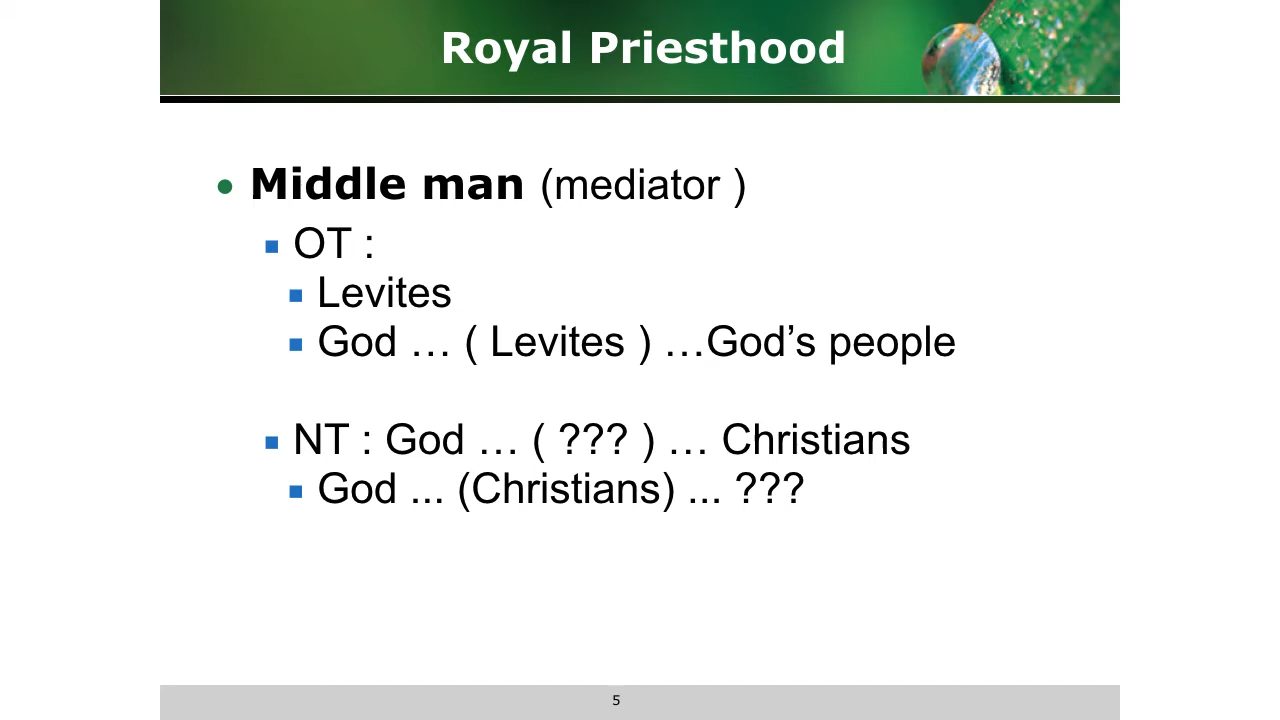 Royal Priesthood
Middle man (mediator )
OT :
Levites
God … ( Levites ) …God’s people
NT : God … ( ??? ) … Christians
God ... (Christians) ... ???
5